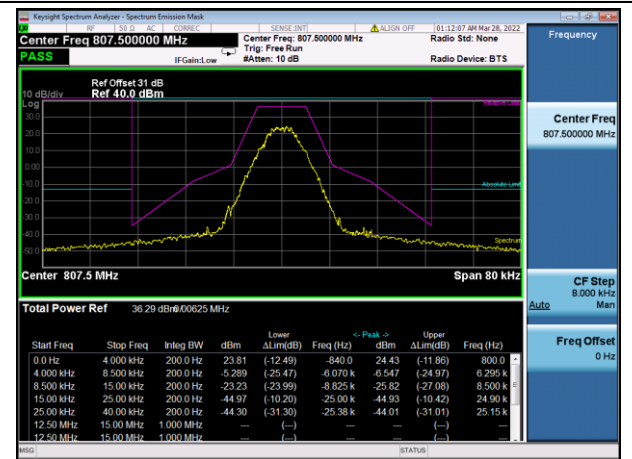 Keysight Spectrum Analyzer - Spectrum Emission Mask
RF 50 Ω AC CORREC SENSE:INT ALIGN OFF 01:12:07 AM Mar 28, 2022
Center Freq 807.500000 MHz Center Freq: 807.500000 MHz Radio Std: None Frequency
Trig: Free Run
PASS IFGain:Low #Atten: 10 dB Radio Device: BTS
Ref Offset 31 dB
10 dB/div Ref 40.0 dBm
Log
30.0
Center Freq
807.500000 MHz
20.0
10.0
0.00
-10.0 Absolute Limit
-20.0
-30.0
-40.0
-50.0 Spectrum
Center 807.5 MHz Span 80 kHz
CF Step
8.000 kHz
Auto Man
Total Power Ref 36.29 dBm/0.00625 MHz
Freq Offset
0 Hz
Lower <- Peak -> Upper
Start Freq Stop Freq Integ BW dBm ΔLim(dB) Freq (Hz) dBm ΔLim(dB) Freq (Hz)
0.0 Hz 4.000 kHz 200.0 Hz 23.81 (-12.49) -840.0 24.43 (-11.86) 800.0
4.000 kHz 8.500 kHz 200.0 Hz -5.289 (-25.47) -6.070 k -6.547 (-24.97) 6.295 k
8.500 kHz 15.00 kHz 200.0 Hz -23.23 (-23.99) -8.825 k -25.82 (-27.08) 8.500 k
15.00 kHz 25.00 kHz 200.0 Hz -44.97 (-10.20) -25.00 k -44.93 (-10.42) 24.90 k
25.00 kHz 40.00 kHz 200.0 Hz -44.30 (-31.30) -25.38 k -44.01 (-31.01) 25.15 k
12.50 MHz 15.00 MHz 1.000 MHz --- (---) --- --- (---) ---
12.50 MHz 15.00 MHz 1.000 MHz --- (---) --- --- (---) ---
MSG STATUS